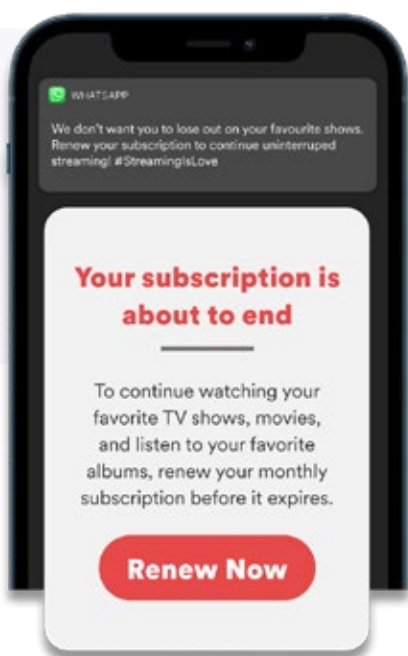 WHATSAPP
We don't want you to lose out on your favourite shows.
Renew your subscription to continue uninterruped
streaming! #StreamingIsLove
Your subscription is
about to end
To continue watching your
favorite TV shows, movies,
and listen to your favorite
albums, renew your monthly
subscription before it expires.
Renew Now